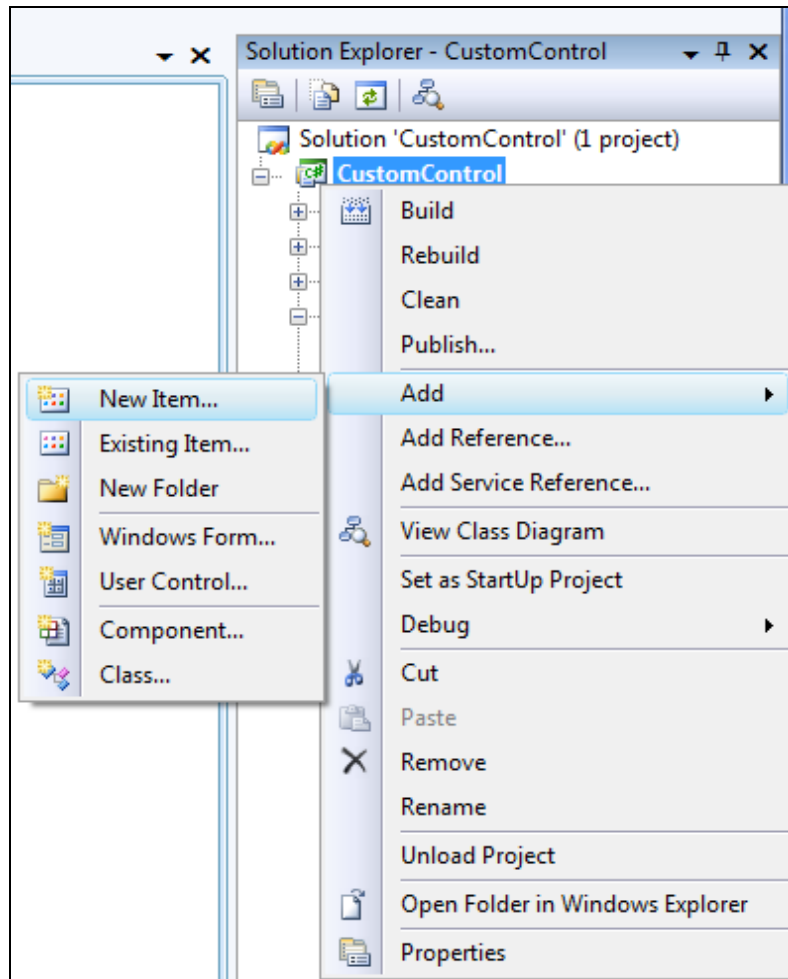 Solution Explorer - CustomControl
Solution 'CustomControl' (1 project)
CustomControl
Build
Rebuild
Clean
Publish...
Add
Add Reference...
Add Service Reference...
View Class Diagram
Set as StartUp Project
Debug
Cut
Paste
Remove
Rename
Unload Project
Open Folder in Windows Explorer
Properties
New Item...
Existing Item...
New Folder
Windows Form...
User Control...
Component...
Class...